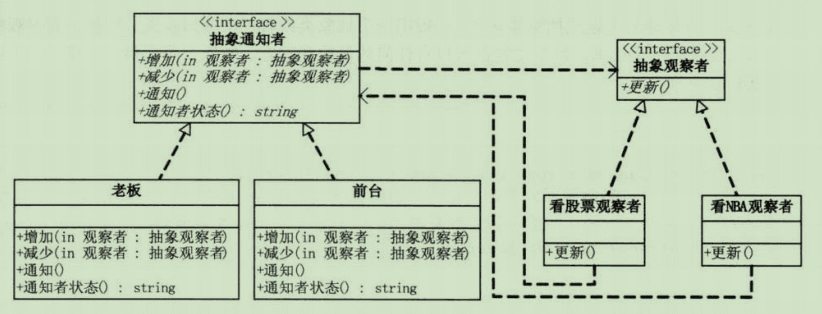 <<interface >>
抽象通知者
+增加(in 观察者 : 抽象观察者)
+减少(in 观察者 : 抽象观察者)
+通知()
+通知者状态() : string
<<interface >>
抽象观察者
+更新()
老板
+增加(in 观察者 : 抽象观察者)
+减少(in 观察者 : 抽象观察者)
+通知()
+通知者状态() : string
前台
+增加(in 观察者 : 抽象观察者)
+减少(in 观察者 : 抽象观察者)
+通知()
+通知者状态() : string
看股票观察者
+更新()
看NBA观察者
+更新()